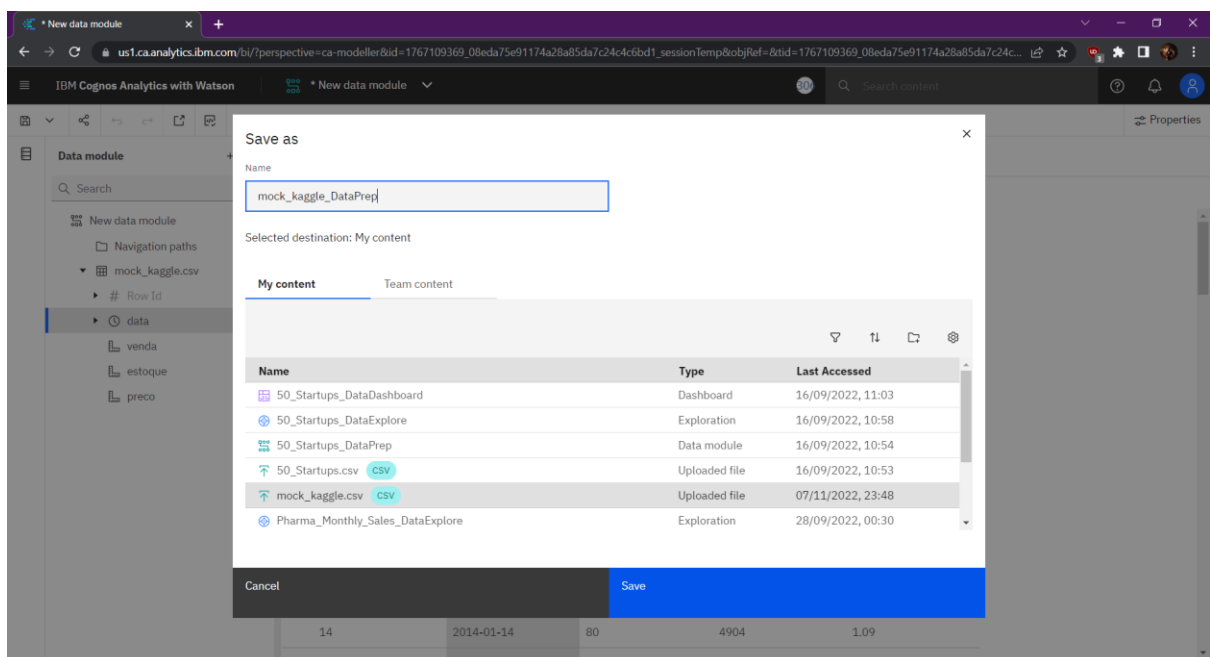 * New data module
us1.ca.analytics.ibm.com/bi/?perspective=ca-modeller&id=1767109369_08eda75e91174a28a85da7c24c4c6bd1_sessionTemp&objRef=&tid=1767109369_08eda75e91174a28a85da7c24c...
IBM Cognos Analytics with Watson
* New data module
Search content
Properties
Data module
Search
New data module
Navigation paths
mock_kaggle.csv
# Row Id
data
venda
estoque
preco
Save as
Name
mock_kaggle_DataPrep
Selected destination: My content
My content Team content
Name Type Last Accessed
50_Startups_DataDashboard Dashboard 16/09/2022, 11:03
50_Startups_DataExplore Exploration 16/09/2022, 10:58
50_Startups_DataPrep Data module 16/09/2022, 10:54
50_Startups.csv CSV Uploaded file 16/09/2022, 10:53
mock_kaggle.csv CSV Uploaded file 07/11/2022, 23:48
Pharma_Monthly_Sales_DataExplore Exploration 28/09/2022, 00:30
Cancel Save
14 2014-01-14 80 4904 1.09